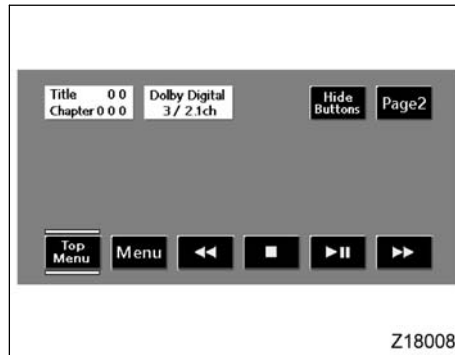 Title 0 0
Chapter 0 0 0
Dolby Digital
3 / 2.1ch
Hide
Buttons
Page2
Top
Menu
Menu
Z18008